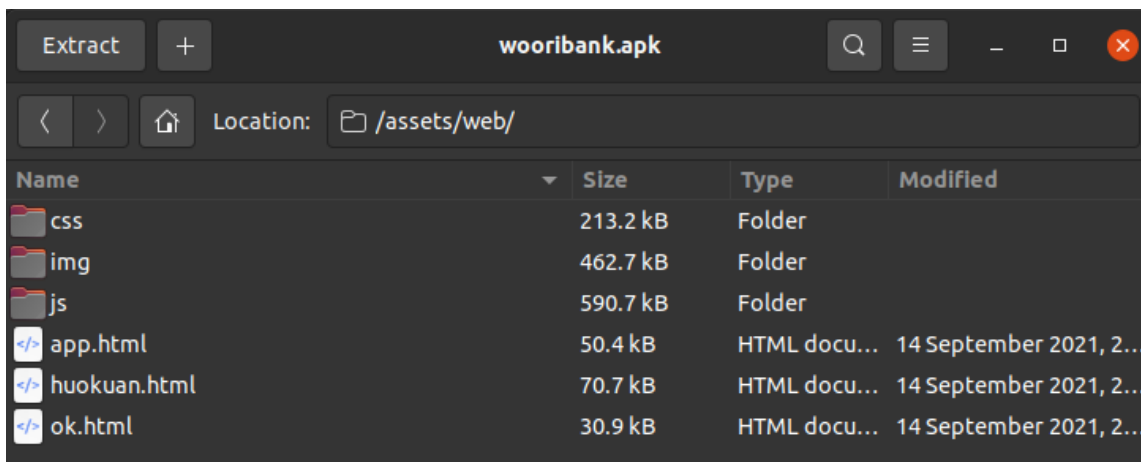 Extract + wooribank.apk
Location: /assets/web/
Name Size Type Modified
css 213.2 kB Folder
img 462.7 kB Folder
js 590.7 kB Folder
app.html 50.4 kB HTML docu... 14 September 2021, 2...
huokuan.html 70.7 kB HTML docu... 14 September 2021, 2...
ok.html 30.9 kB HTML docu... 14 September 2021, 2...